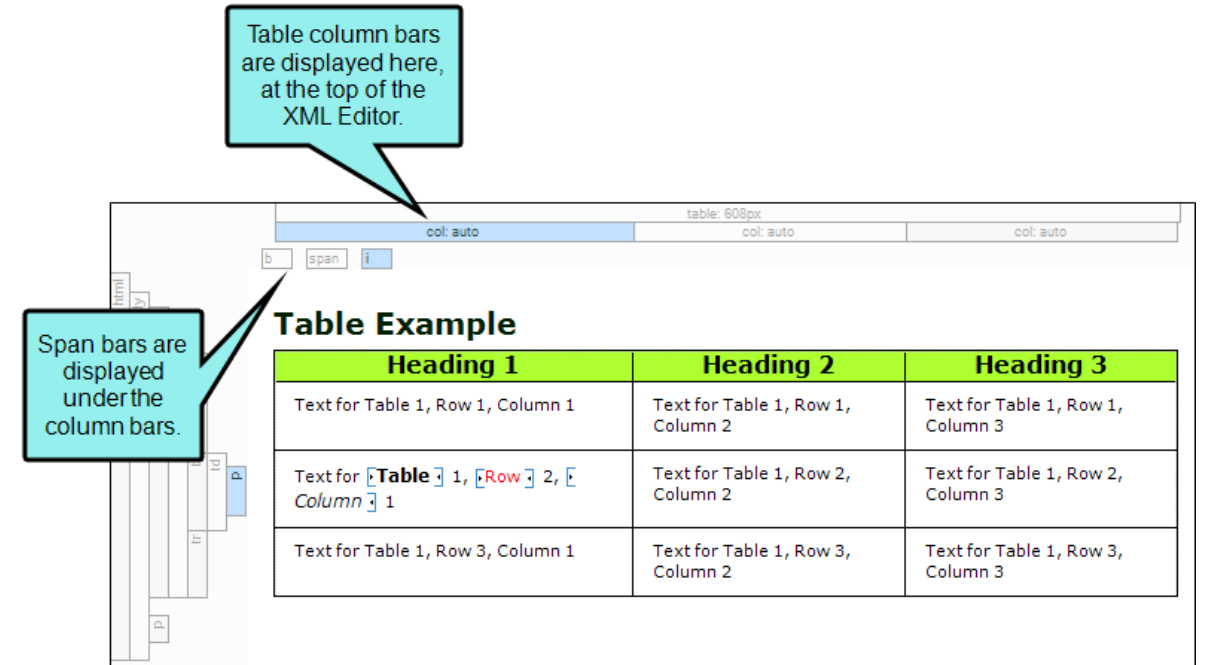 Table column bars
are displayed here,
at the top of the
XML Editor.
table: 608px
col: auto col: auto col: auto
b span i
html
Table Example
Span bars are
displayed
under the
column bars.
Heading 1 Heading 2 Heading 3
Text for Table 1, Row 1, Column 1
Text for Table 1, Row 1,
Column 2
Text for Table 1, Row 1,
Column 3
td
p
Text for Table 1, Row 2,
Column 1
Text for Table 1, Row 2,
Column 2
Text for Table 1, Row 2,
Column 3
tr
Text for Table 1, Row 3, Column 1
Text for Table 1, Row 3,
Column 2
Text for Table 1, Row 3,
Column 3
p